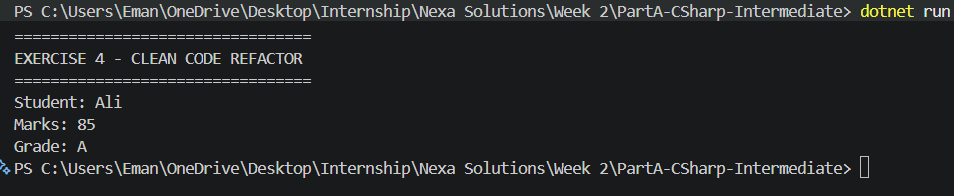 PS C:\Users\Eman\OneDrive\Desktop\Internship\Nexa Solutions\Week 2\PartA-CSharp-Intermediate> dotnet run
=================================
EXERCISE 4 - CLEAN CODE REFACTOR
=================================
Student: Ali
Marks: 85
Grade: A
PS C:\Users\Eman\OneDrive\Desktop\Internship\Nexa Solutions\Week 2\PartA-CSharp-Intermediate>